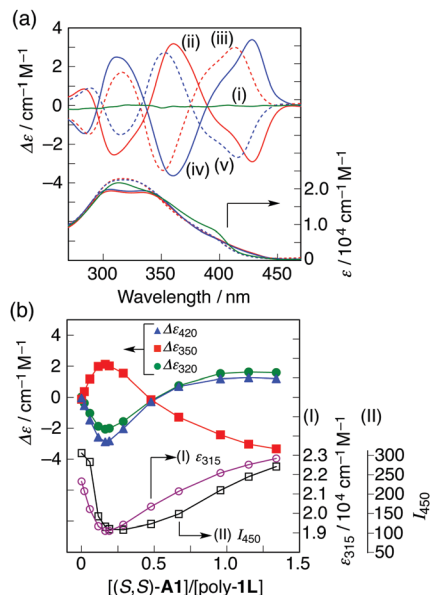 (a)
4
2
0
−2
−4
Δε / cm−1 M−1
(ii)
(iii)
(i)
(iv)
(v)
2.0
1.0
0
ε / 104 cm−1 M−1
300
350
400
450
Wavelength / nm
(b)
6
4
2
0
−2
−4
Δε / cm−1 M−1
Δε420
Δε350
Δε320
(I) ε315
(II) I450
(I)
(II)
2.3
2.2
2.1
2.0
1.9
ε315 / 104 cm−1 M−1
300
250
200
150
100
50
I450
0
0.5
1.0
1.5
[(S,S)-A1]/[poly-1L]